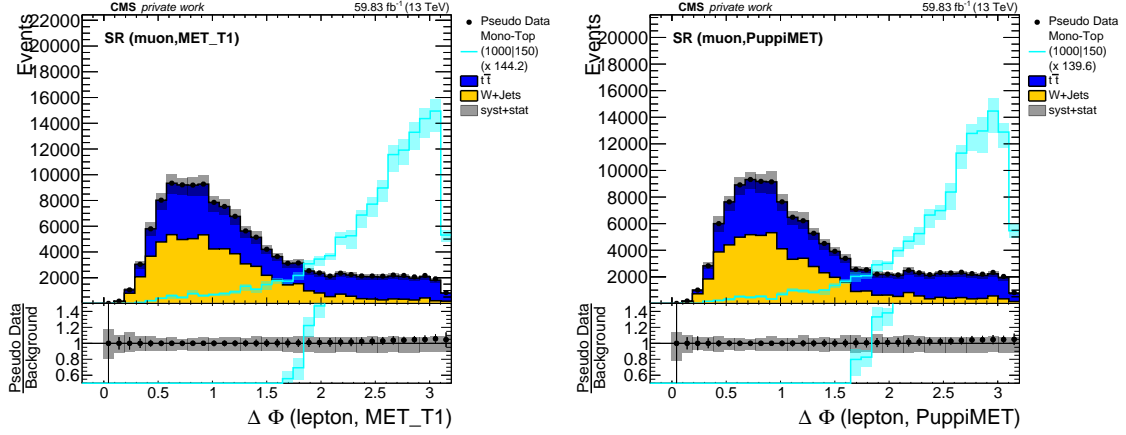 CMS private work 59.83 fb⁻¹ (13 TeV)
SR (muon,MET_T1)
Events
22000
20000
18000
16000
14000
12000
10000
8000
6000
4000
2000
Pseudo Data
Mono-Top
(1000|150)
(x 144.2)
tt̅
W+Jets
syst+stat
Pseudo Data
Background
1.4
1.2
1
0.8
0.6
0 0.5 1 1.5 2 2.5 3
Δ Φ (lepton, MET_T1)
CMS private work 59.83 fb⁻¹ (13 TeV)
SR (muon,PuppiMET)
Events
22000
20000
18000
16000
14000
12000
10000
8000
6000
4000
2000
Pseudo Data
Mono-Top
(1000|150)
(x 139.6)
tt̅
W+Jets
syst+stat
Pseudo Data
Background
1.4
1.2
1
0.8
0.6
0 0.5 1 1.5 2 2.5 3
Δ Φ (lepton, PuppiMET)